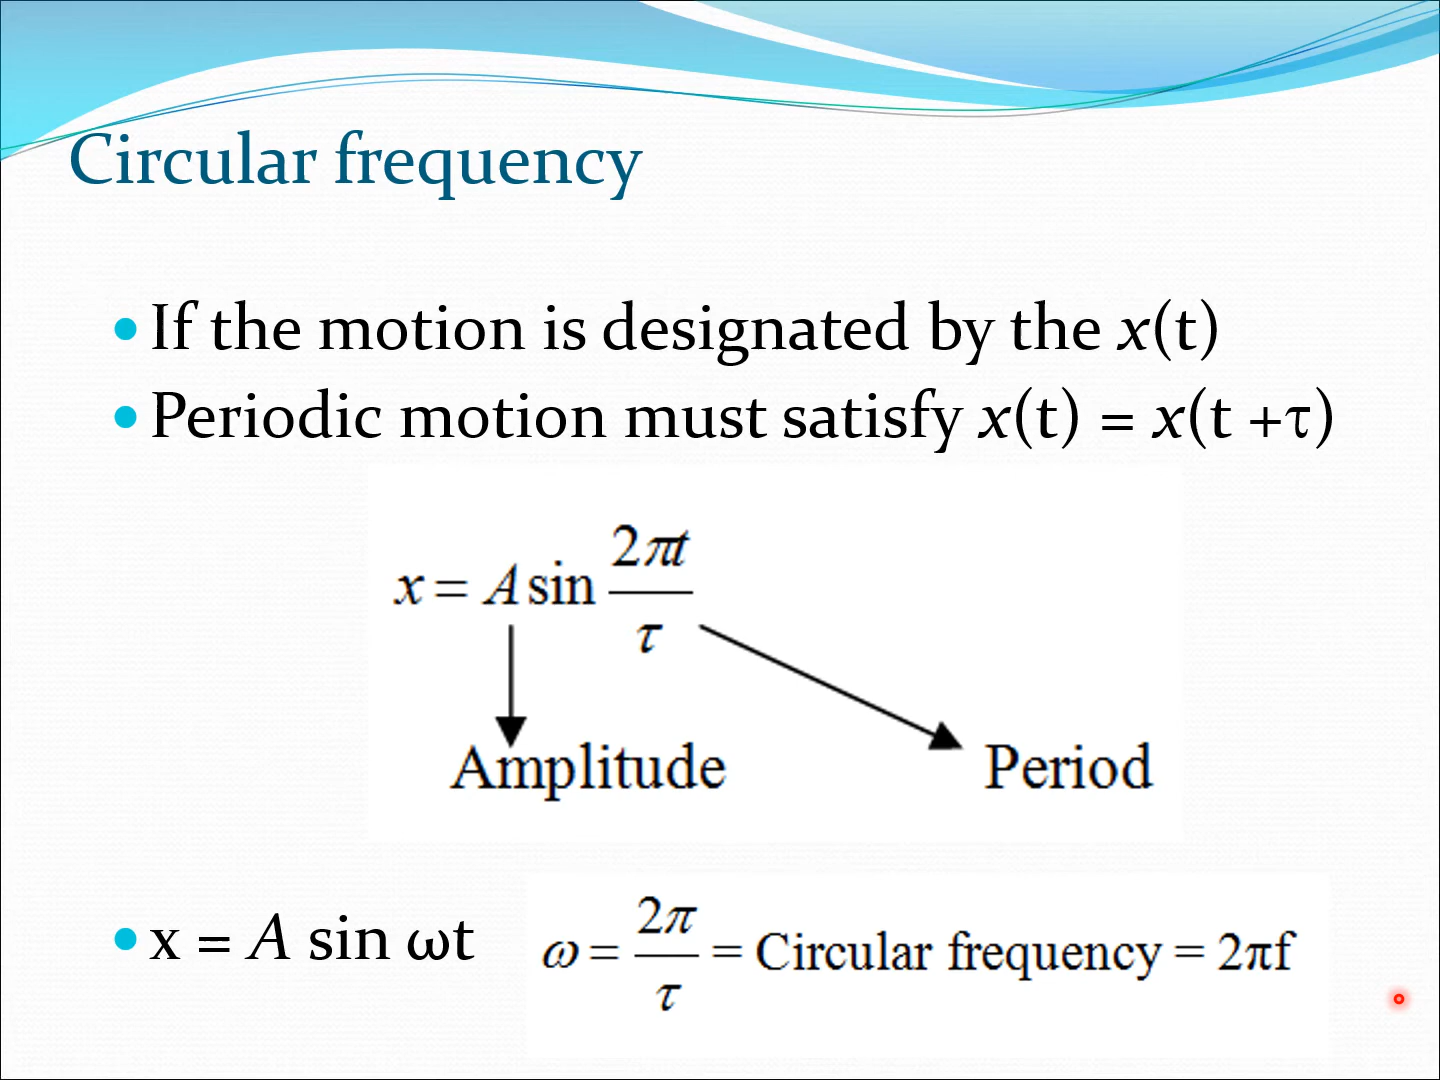 Circular frequency
• If the motion is designated by the x(t)
• Periodic motion must satisfy x(t) = x(t +τ)
x = A sin 2πt / τ
Amplitude Period
• x = A sin ωt
ω = 2π / τ = Circular frequency = 2πf